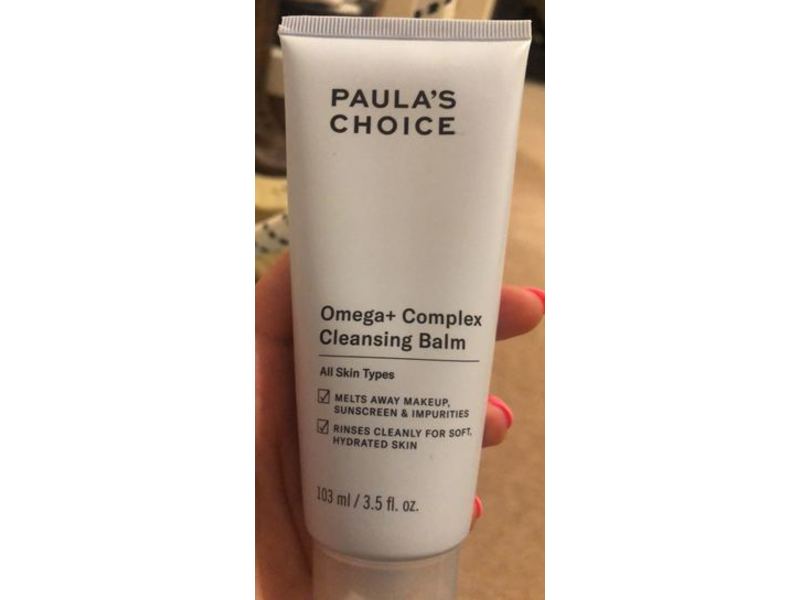 PAULA'S
CHOICE
Omega+ Complex
Cleansing Balm
All Skin Types
MELTS AWAY MAKEUP,
SUNSCREEN & IMPURITIES
RINSES CLEANLY FOR SOFT,
HYDRATED SKIN
103 ml / 3.5 fl. oz.